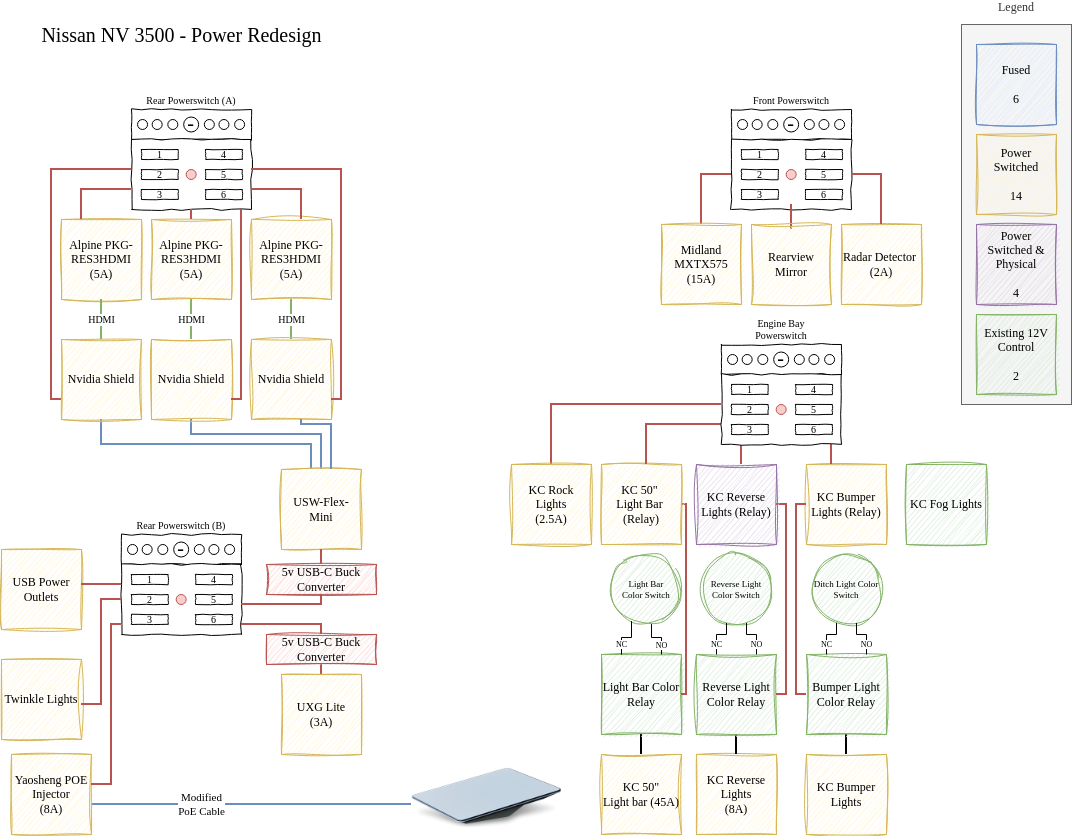 Legend
Nissan NV 3500 - Power Redesign
Fused
6
Power
Switched
14
Power
Switched &
Physical
4
Existing 12V
Control
2
Rear Powerswitch (A)
1
4
2
5
3
6
Alpine PKG-
RES3HDMI
(5A)
Alpine PKG-
RES3HDMI
(5A)
Alpine PKG-
RES3HDMI
(5A)
HDMI
HDMI
HDMI
Nvidia Shield
Nvidia Shield
Nvidia Shield
Front Powerswitch
1
4
2
5
3
6
Midland
MXTX575
(15A)
Rearview
Mirror
Radar Detector
(2A)
Engine Bay
Powerswitch
1
4
2
5
3
6
KC Rock
Lights
(2.5A)
KC 50"
Light Bar
(Relay)
KC Reverse
Lights (Relay)
KC Bumper
Lights (Relay)
KC Fog Lights
USW-Flex-
Mini
Rear Powerswitch (B)
1
4
2
5
3
6
5v USB-C Buck
Converter
5v USB-C Buck
Converter
UXG Lite
(3A)
USB Power
Outlets
Twinkle Lights
Yaosheng POE
Injector
(8A)
Modified
PoE Cable
Light Bar
Color Switch
Reverse Light
Color Switch
Ditch Light Color
Switch
NC
NO
NC
NO
NC
NO
Light Bar Color
Relay
Reverse Light
Color Relay
Bumper Light
Color Relay
KC 50"
Light bar (45A)
KC Reverse
Lights
(8A)
KC Bumper
Lights